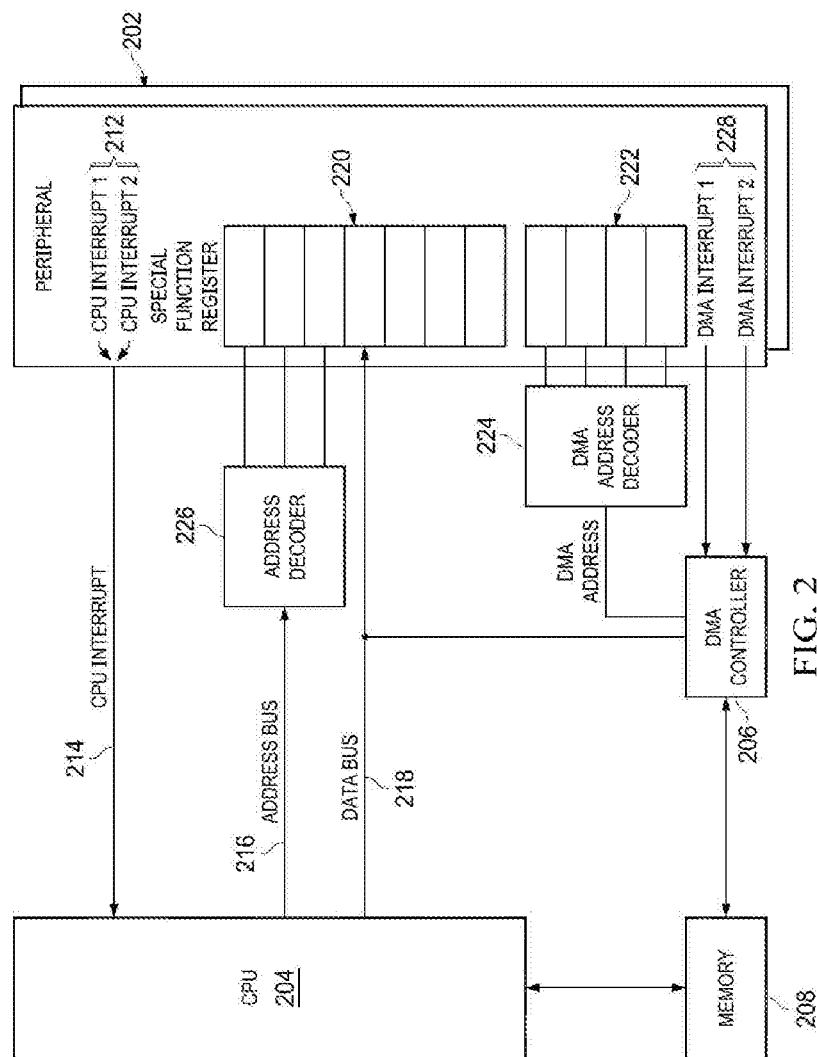 202
PERIPHERAL
CPU INTERRUPT 1
CPU INTERRUPT 2
212
SPECIAL
FUNCTION
REGISTER
220
222
DMA INTERRUPT 1
DMA INTERRUPT 2
228
214
CPU INTERRUPT
226
ADDRESS
DECODER
224
DMA
ADDRESS
DECODER
216
ADDRESS BUS
DATA BUS
218
DMA
ADDRESS
DMA
CONTROLLER
206
CPU
204
MEMORY
208
FIG. 2